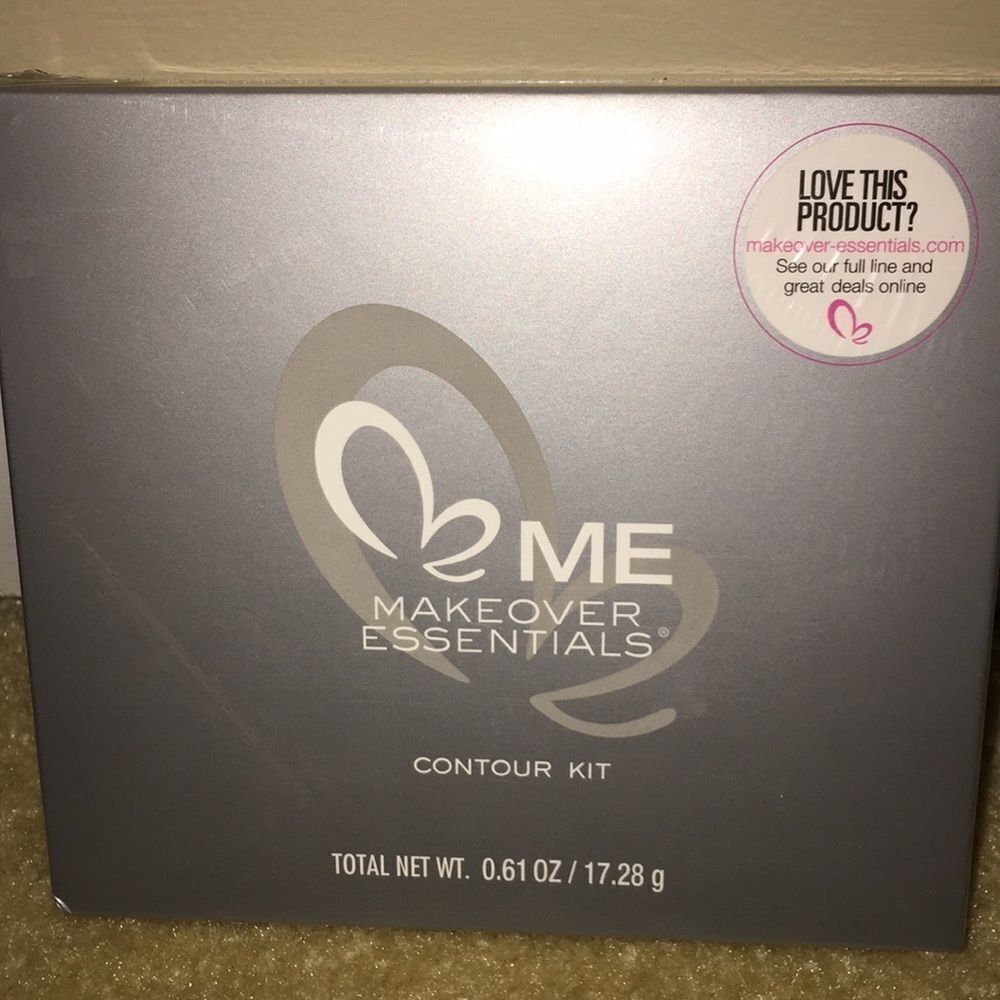 LOVE THIS
PRODUCT?
makeover-essentials.com
See our full line and
great deals online
ME
MAKEOVER
ESSENTIALS®
CONTOUR KIT
TOTAL NET WT. 0.61 OZ / 17.28 g